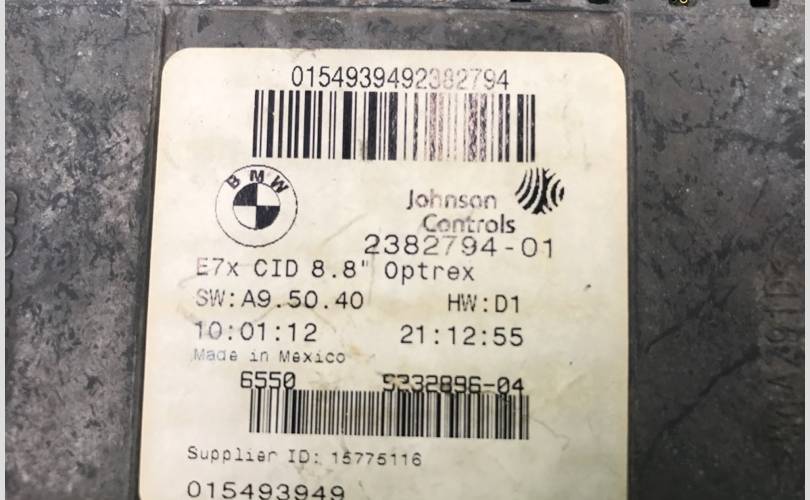 0154939492382794
BMW
Johnson
Controls
2382794-01
E7x CID 8.8" Optrex
SW:A9.50.40 HW:D1
10:01:12 21:12:55
Made in Mexico
6550 5232896-04
Supplier ID: 15775116
015493949